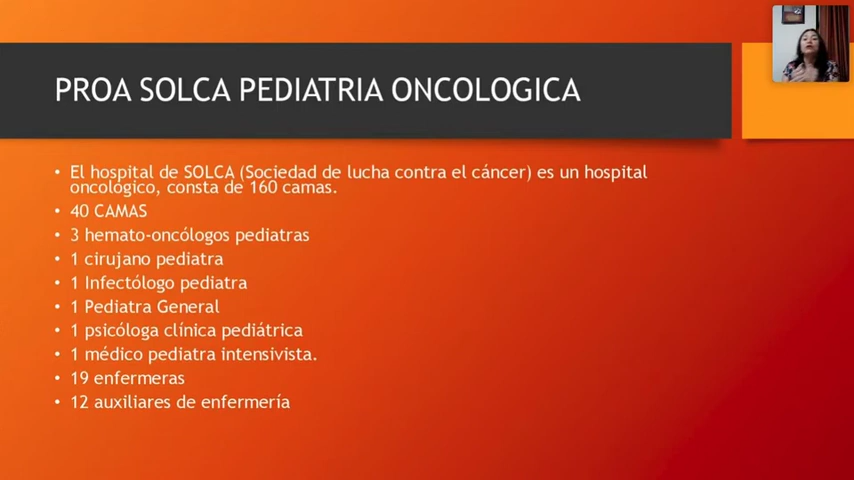 PROA SOLCA PEDIATRIA ONCOLOGICA
• El hospital de SOLCA (Sociedad de lucha contra el cáncer) es un hospital
oncológico, consta de 160 camas.
• 40 CAMAS
• 3 hemato-oncólogos pediatras
• 1 cirujano pediatra
• 1 Infectólogo pediatra
• 1 Pediatra General
• 1 psicóloga clínica pediátrica
• 1 médico pediatra intensivista.
• 19 enfermeras
• 12 auxiliares de enfermería